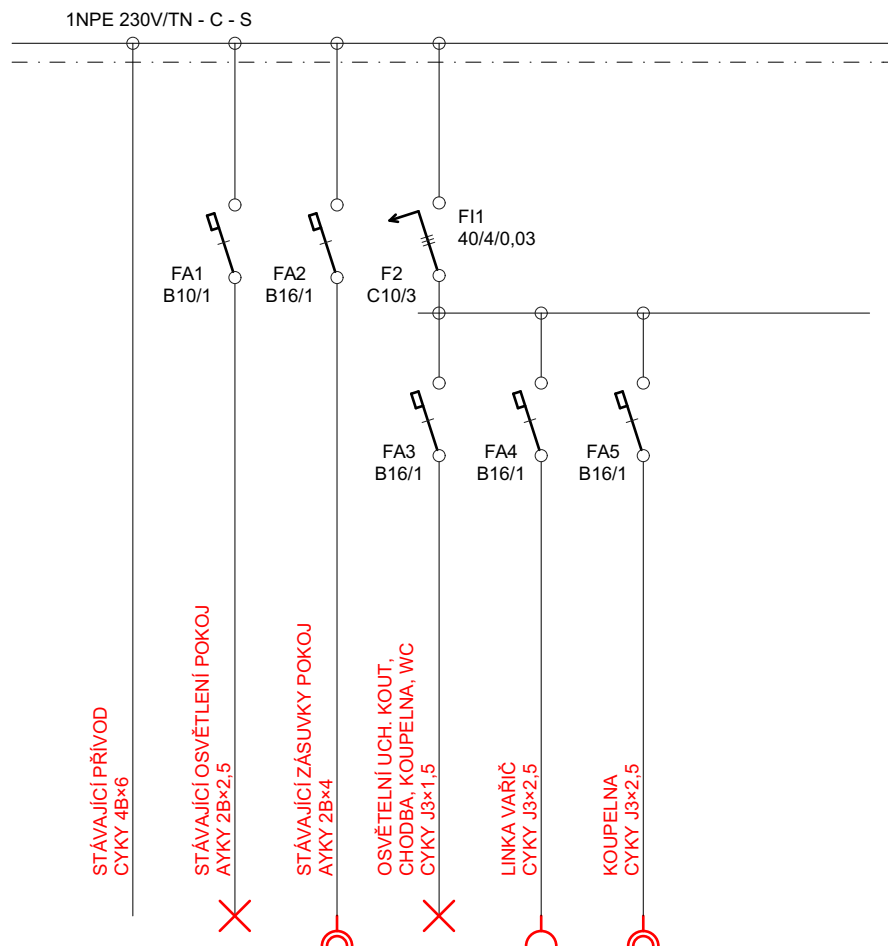 1NPE 230V/TN - C - S
FI1
40/4/0,03
FA1
B10/1
FA2
B16/1
F2
C10/3
FA3
B16/1
FA4
B16/1
FA5
B16/1
STÁVAJÍCÍ PŘÍVOD
CYKY 4B×6
STÁVAJÍCÍ OSVĚTLENÍ POKOJ
AYKY 2B×2,5
STÁVAJÍCÍ ZÁSUVKY POKOJ
AYKY 2B×4
OSVĚTELNÍ UCH. KOUT,
CHODBA, KOUPELNA, WC
CYKY J3×1,5
LINKA VAŘIČ
CYKY J3×2,5
KOUPELNA
CYKY J3×2,5